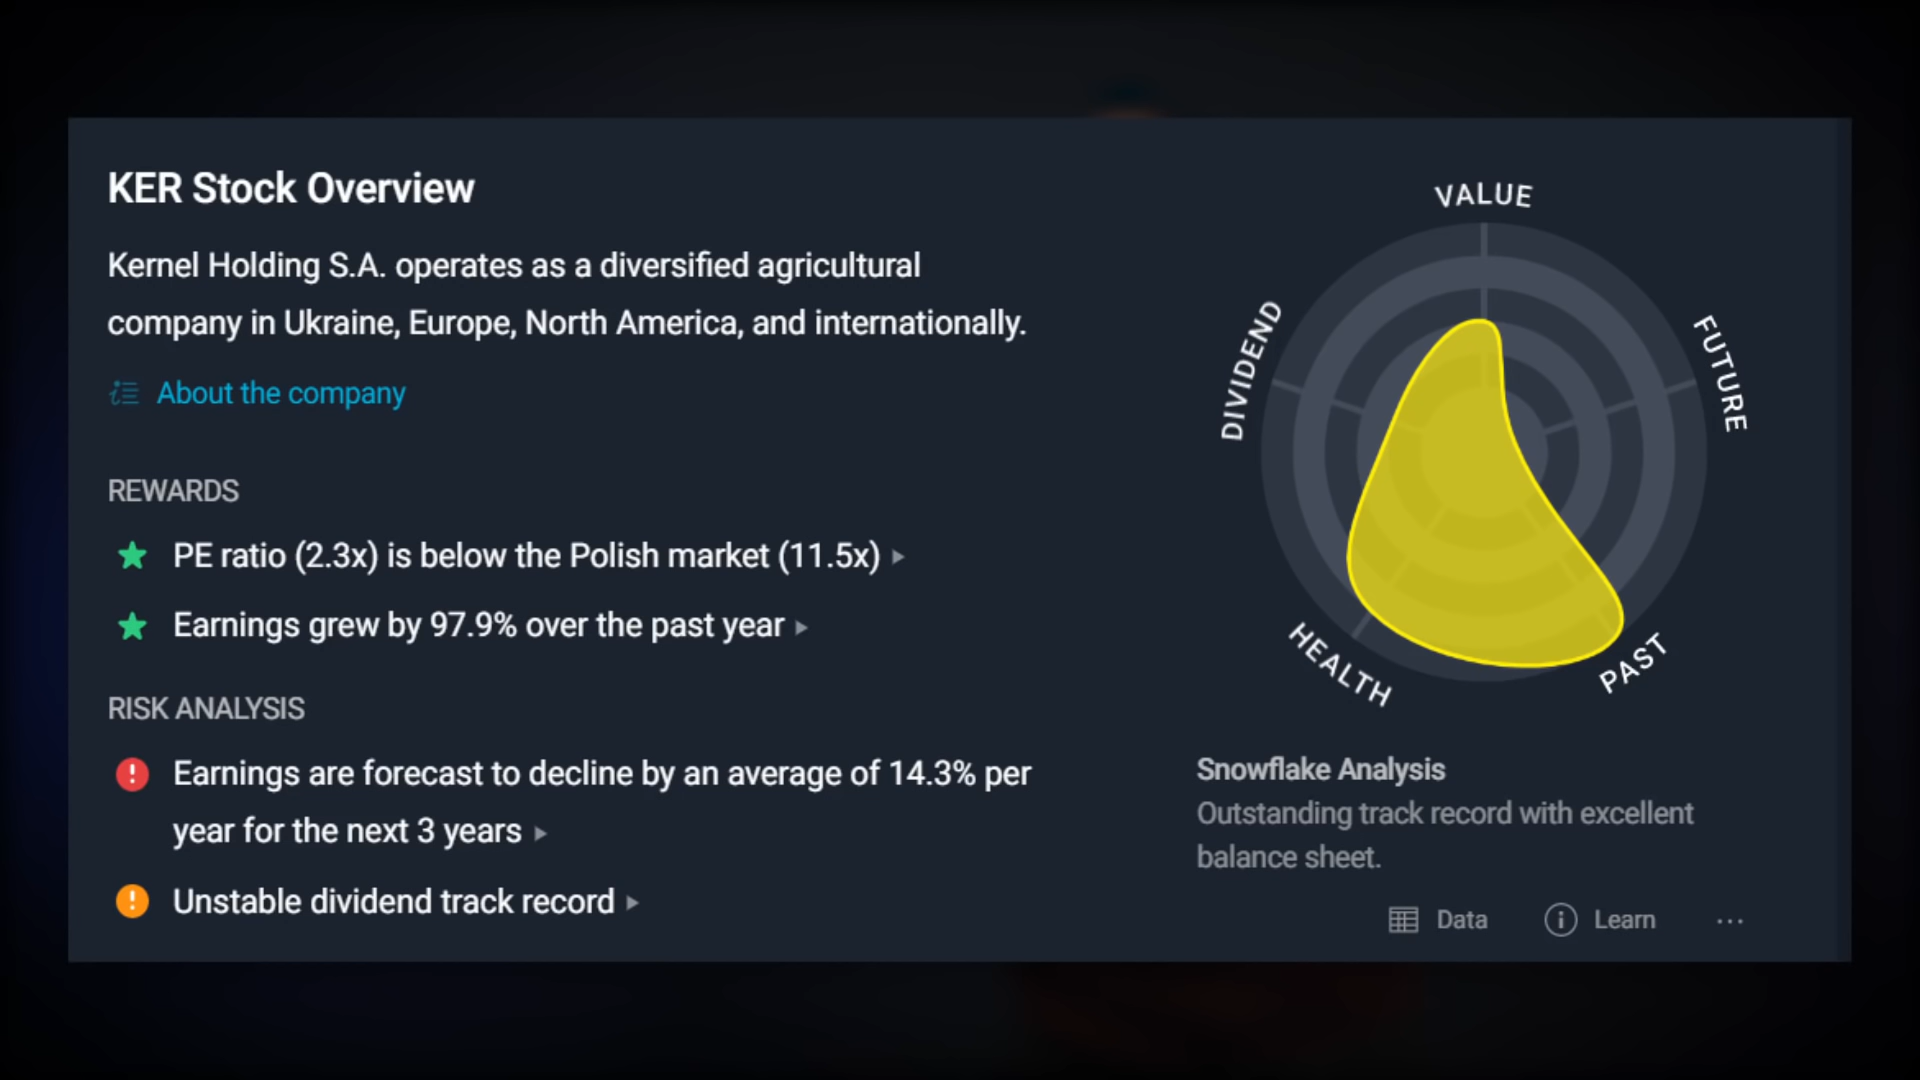 KER Stock Overview
Kernel Holding S.A. operates as a diversified agricultural
company in Ukraine, Europe, North America, and internationally.
About the company
REWARDS
PE ratio (2.3x) is below the Polish market (11.5x)
Earnings grew by 97.9% over the past year
RISK ANALYSIS
Earnings are forecast to decline by an average of 14.3% per
year for the next 3 years
Unstable dividend track record
VALUE
FUTURE
PAST
HEALTH
DIVIDEND
Snowflake Analysis
Outstanding track record with excellent
balance sheet.
Data
Learn
...